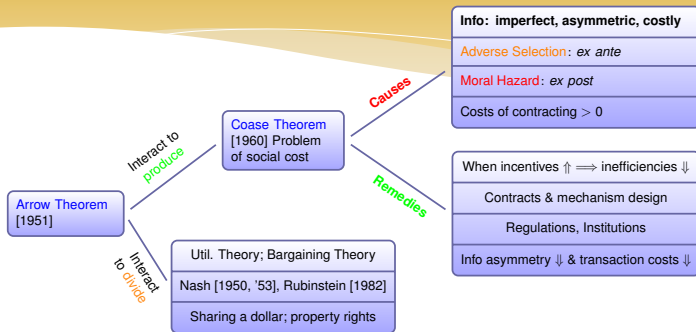 Info: imperfect, asymmetric, costly
Adverse Selection: ex ante
Moral Hazard: ex post
Costs of contracting > 0
Causes
Coase Theorem
[1960] Problem
of social cost
Interact to
produce
Remedies
When incentives ⇑ ⟹ inefficiencies ⇓
Contracts & mechanism design
Regulations, Institutions
Info asymmetry ⇓ & transaction costs ⇓
Arrow Theorem
[1951]
Interact
to divide
Util. Theory; Bargaining Theory
Nash [1950, '53], Rubinstein [1982]
Sharing a dollar; property rights